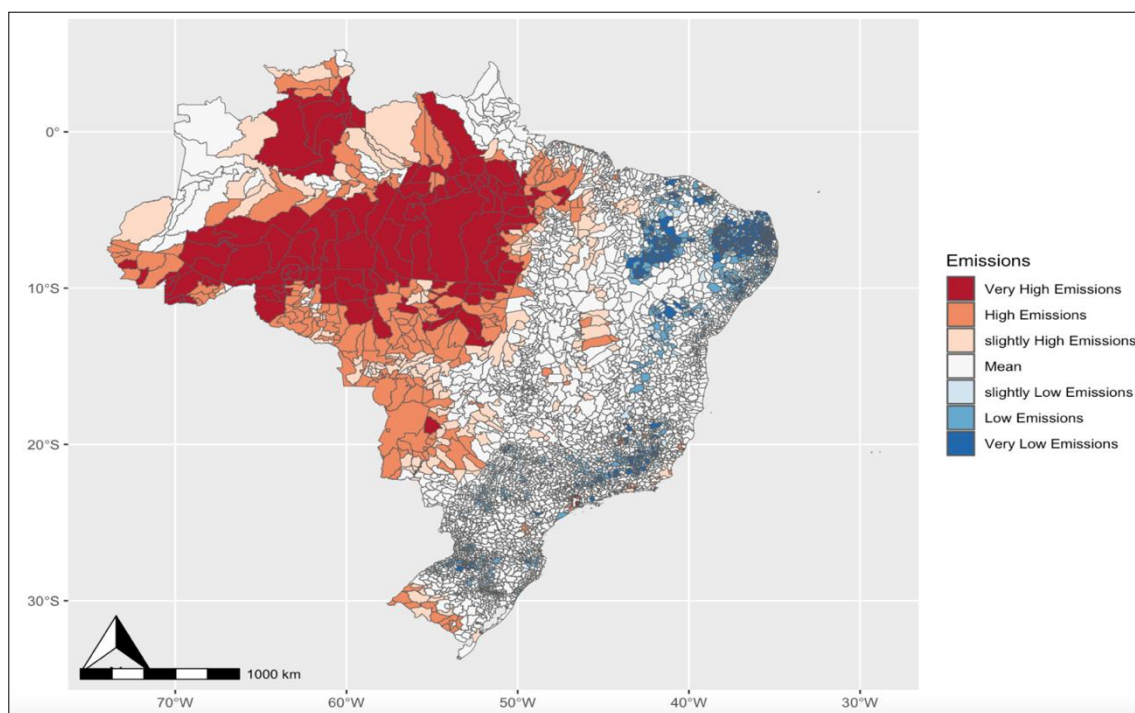 0°
10°S
20°S
30°S
70°W
60°W
50°W
40°W
30°W
1000 km
Emissions
Very High Emissions
High Emissions
slightly High Emissions
Mean
slightly Low Emissions
Low Emissions
Very Low Emissions